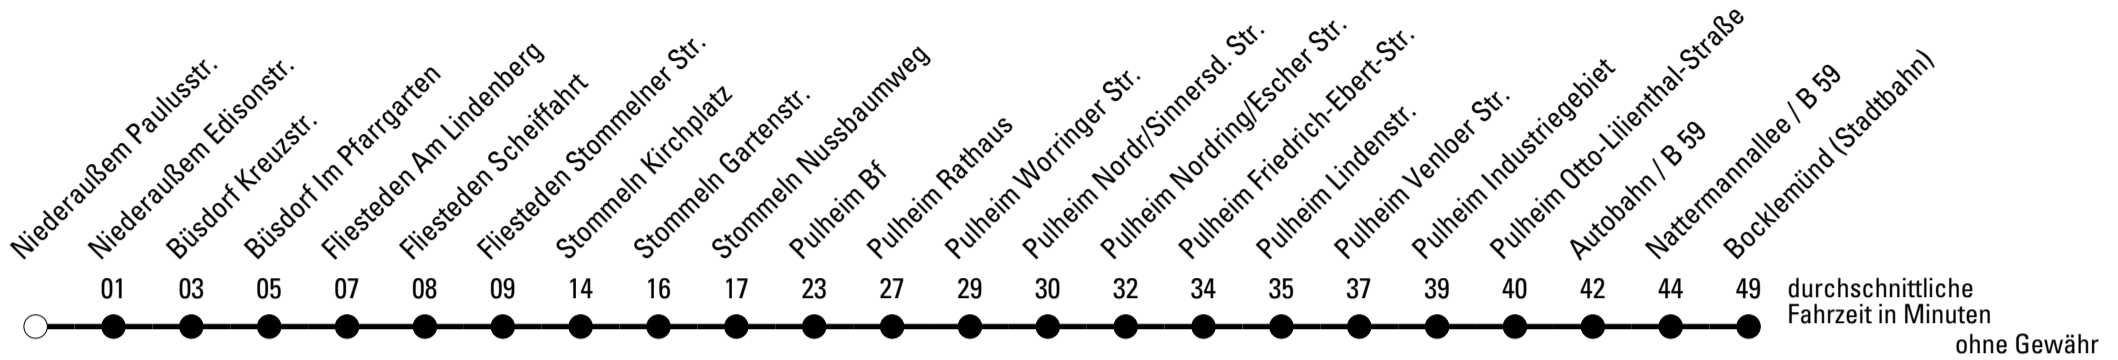 Niederaußem Paulusstr.
Niederaußem Edisonstr.
Büsdorf Kreuzstr.
Büsdorf Im Pfarrgarten
Fliesteden Am Lindenberg
Fliesteden Scheiffahrt
Fliesteden Stommelner Str.
Stommeln Kirchplatz
Stommeln Gartenstr.
Stommeln Nussbaumweg
Pulheim Bf
Pulheim Rathaus
Pulheim Worringer Str.
Pulheim Nordr/Sinnersd. Str.
Pulheim Nordring/Escher Str.
Pulheim Friedrich-Ebert-Str.
Pulheim Lindenstr.
Pulheim Venloer Str.
Pulheim Industriegebiet
Pulheim Otto-Lilienthal-Straße
Autobahn / B 59
Nattermannallee / B 59
Bocklemünd (Stadtbahn)
01 03 05 07 08 09 14 16 17 23 27 29 30 32 34 35 37 39 40 42 44 49
durchschnittliche
Fahrzeit in Minuten
ohne Gewähr